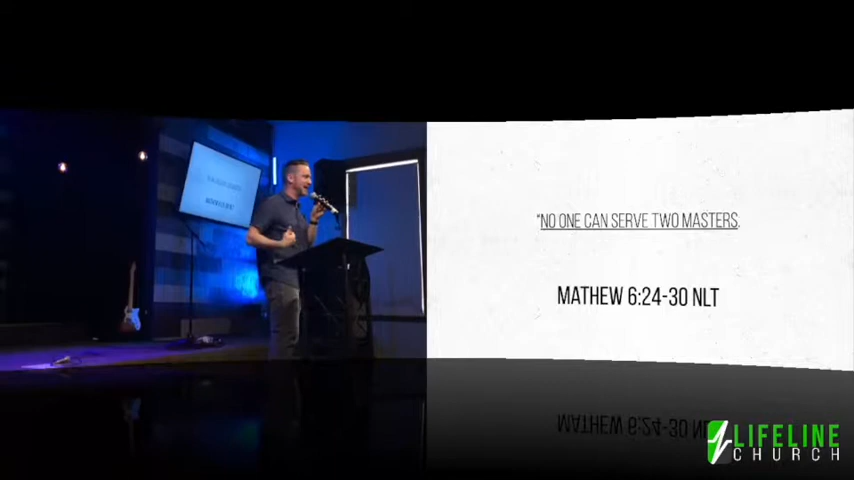 "NO ONE CAN SERVE TWO MASTERS.
MATHEW 6:24-30 NLT
LIFELINE
CHURCH